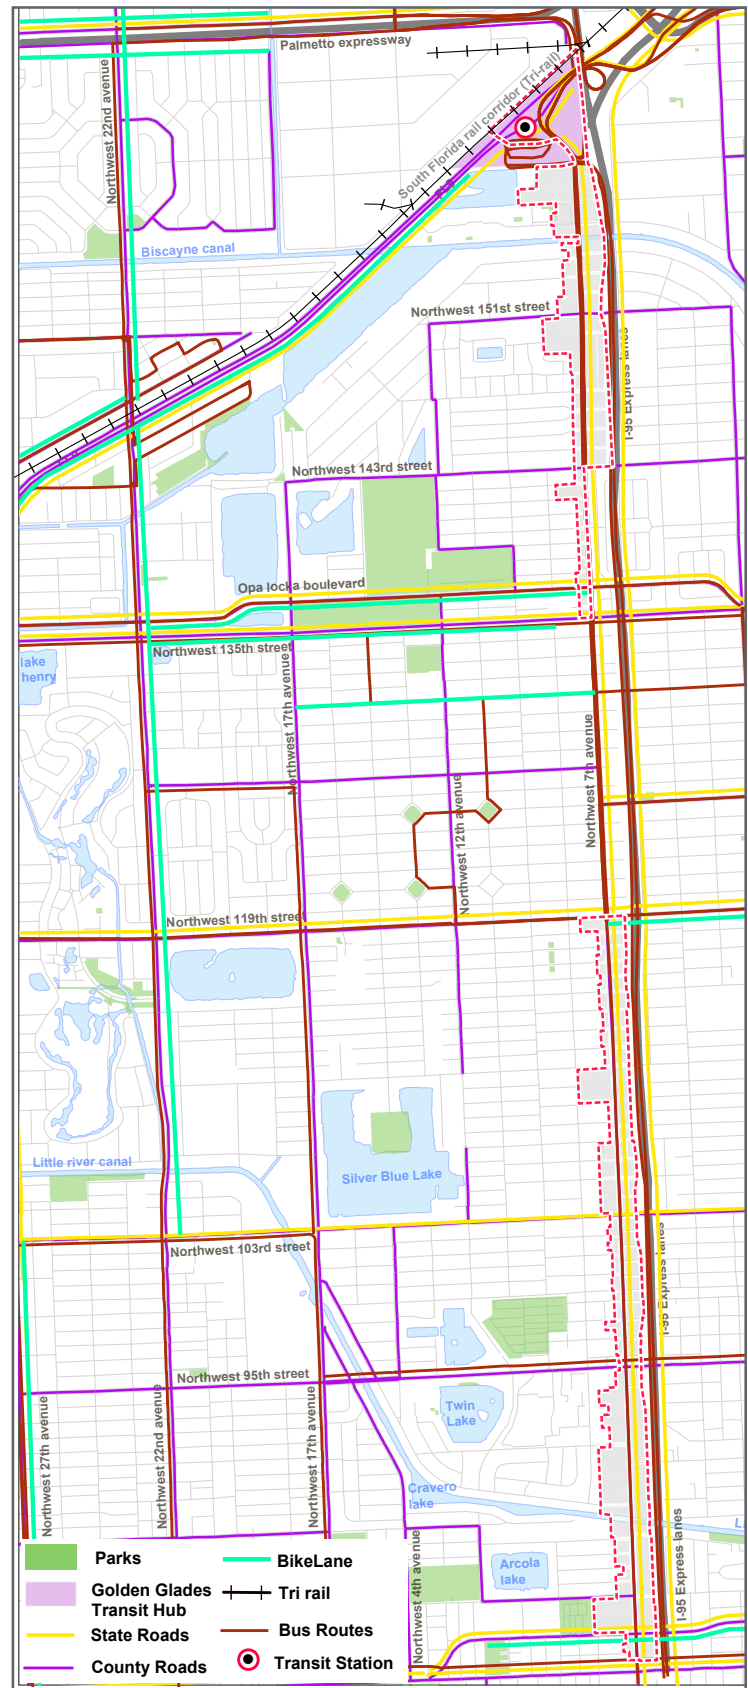 Palmetto expressway
Northwest 22nd avenue
South Florida rail corridor (Tri-rail)
Biscayne canal
Northwest 151st street
I-95 Express lanes
Northwest 143rd street
Opa locka boulevard
Northwest 135th street
lake
henry
Northwest 17th avenue
Northwest 7th avenue
Northwest 12th avenue
Northwest 119th street
Little river canal
Silver Blue Lake
Northwest 103rd street
I-95 Express lanes
Northwest 95th street
Twin
Lake
Northwest 27th avenue
Northwest 22nd avenue
Northwest 17th avenue
Cravero
lake
Northwest 4th avenue
Arcola
lake
I-95 Express lanes
Parks
Golden Glades
Transit Hub
State Roads
County Roads
BikeLane
Tri rail
Bus Routes
Transit Station